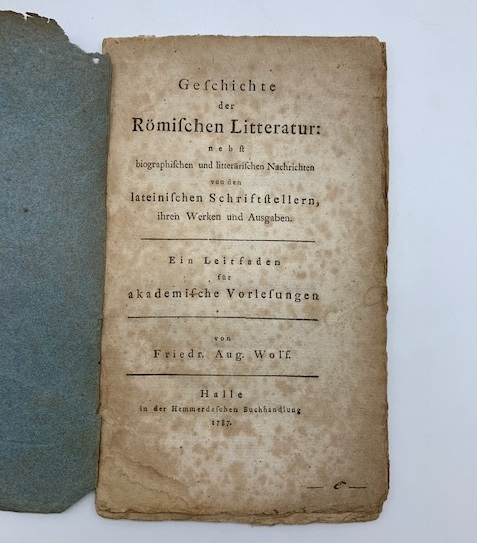 Geſchichte
der
Römiſchen Litteratur:
nebſt
biographiſchen und litteräriſchen Nachrichten
von den
lateiniſchen Schriftſtellern,
ihren Werken und Ausgaben.
Ein Leitfaden
für
akademiſche Vorleſungen
von
Friedr. Aug. Wolf.
Halle
in der Hemmerdeſchen Buchhandlung
1787.
— e —